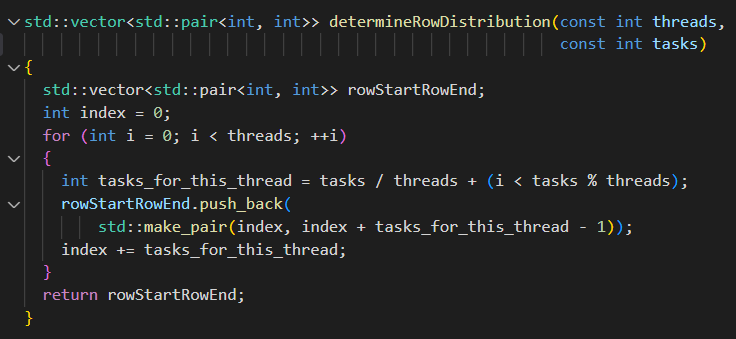 std::vector<std::pair<int, int>> determineRowDistribution(const int threads,
                                                          const int tasks)
{
  std::vector<std::pair<int, int>> rowStartRowEnd;
  int index = 0;
  for (int i = 0; i < threads; ++i)
  {
    int tasks_for_this_thread = tasks / threads + (i < tasks % threads);
    rowStartRowEnd.push_back(
        std::make_pair(index, index + tasks_for_this_thread - 1));
    index += tasks_for_this_thread;
  }
  return rowStartRowEnd;
}